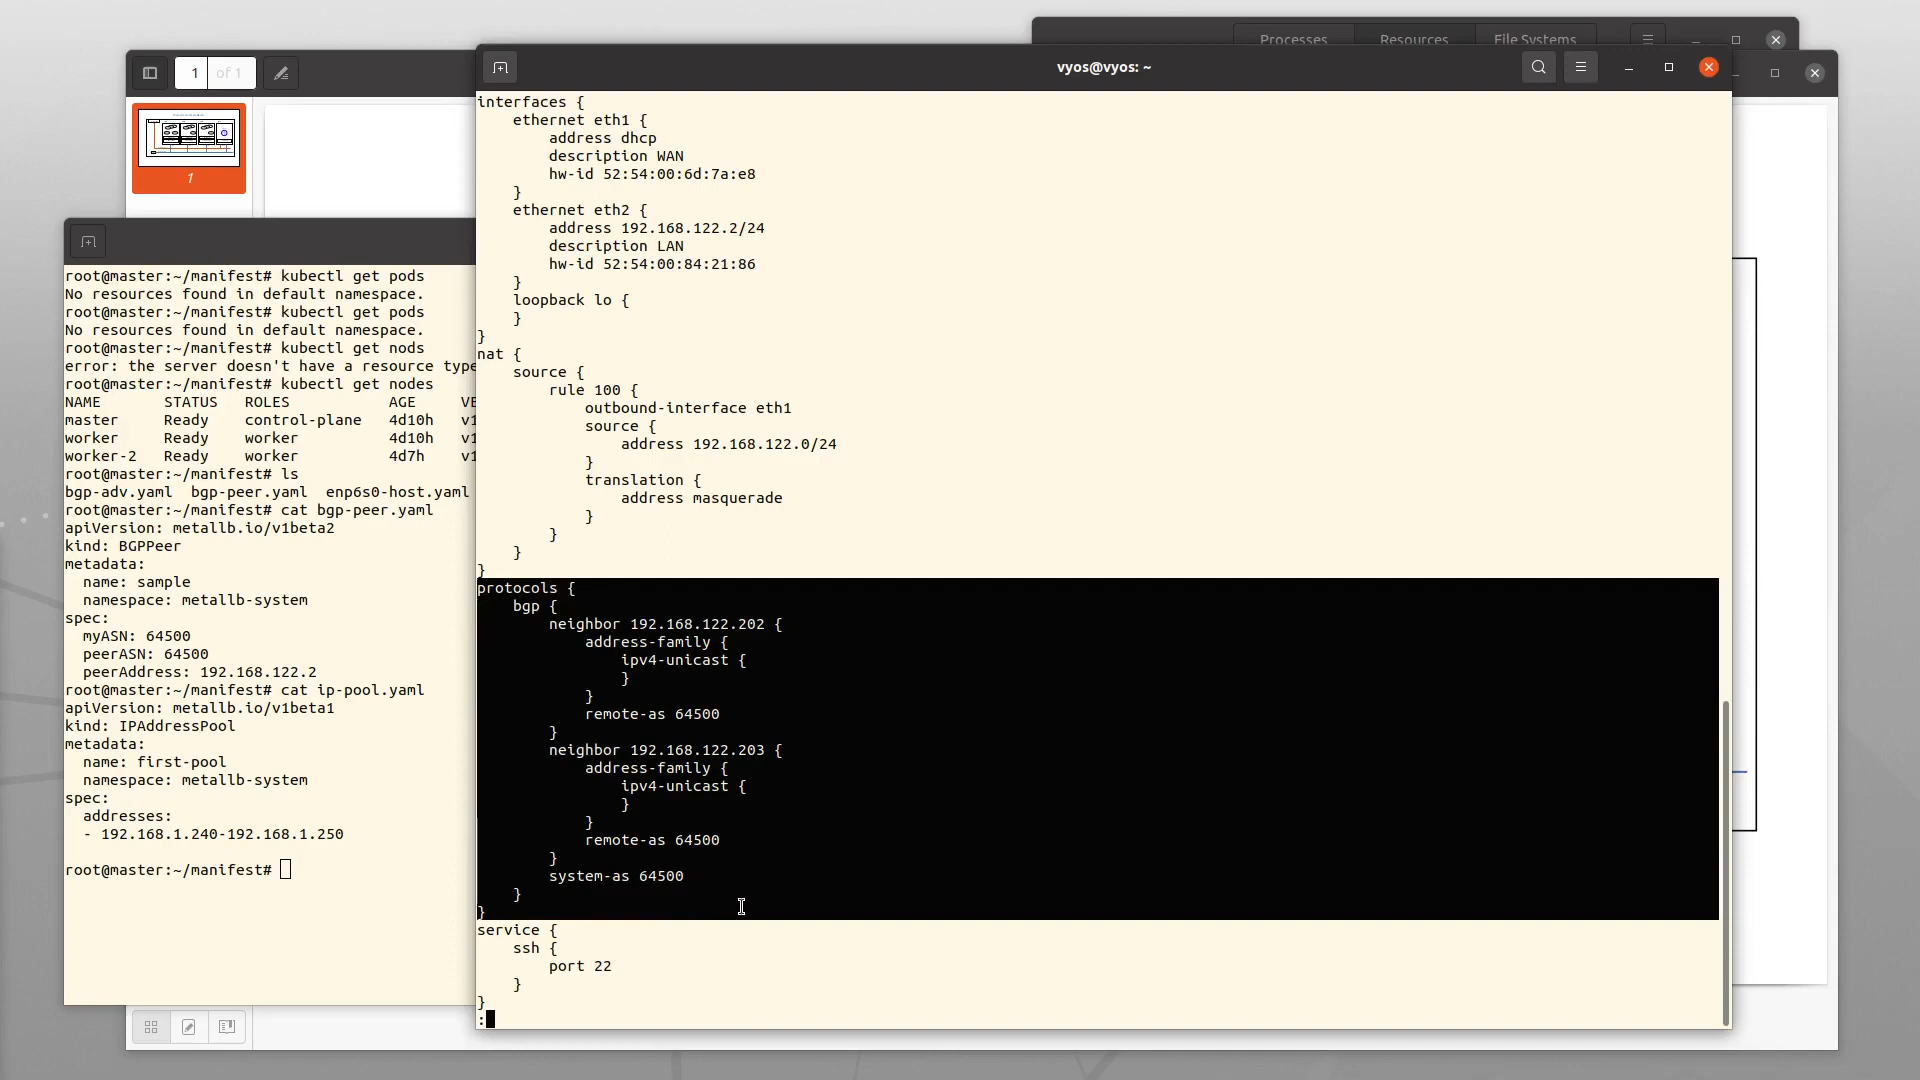 Processes Resources File Systems
1 of 1
1
root@master:~/manifest# kubectl get pods
No resources found in default namespace.
root@master:~/manifest# kubectl get pods
No resources found in default namespace.
root@master:~/manifest# kubectl get nods
error: the server doesn't have a resource type
root@master:~/manifest# kubectl get nodes
NAME STATUS ROLES AGE VE
master Ready control-plane 4d10h v1
worker Ready worker 4d10h v1
worker-2 Ready worker 4d7h v1
root@master:~/manifest# ls
bgp-adv.yaml bgp-peer.yaml enp6s0-host.yaml
root@master:~/manifest# cat bgp-peer.yaml
apiVersion: metallb.io/v1beta2
kind: BGPPeer
metadata:
  name: sample
  namespace: metallb-system
spec:
  myASN: 64500
  peerASN: 64500
  peerAddress: 192.168.122.2
root@master:~/manifest# cat ip-pool.yaml
apiVersion: metallb.io/v1beta1
kind: IPAddressPool
metadata:
  name: first-pool
  namespace: metallb-system
spec:
  addresses:
  - 192.168.1.240-192.168.1.250
root@master:~/manifest#
vyos@vyos: ~
interfaces {
    ethernet eth1 {
        address dhcp
        description WAN
        hw-id 52:54:00:6d:7a:e8
    }
    ethernet eth2 {
        address 192.168.122.2/24
        description LAN
        hw-id 52:54:00:84:21:86
    }
    loopback lo {
    }
}
nat {
    source {
        rule 100 {
            outbound-interface eth1
            source {
                address 192.168.122.0/24
            }
            translation {
                address masquerade
            }
        }
    }
}
protocols {
    bgp {
        neighbor 192.168.122.202 {
            address-family {
                ipv4-unicast {
                }
            }
            remote-as 64500
        }
        neighbor 192.168.122.203 {
            address-family {
                ipv4-unicast {
                }
            }
            remote-as 64500
        }
        system-as 64500
    }
}
service {
    ssh {
        port 22
    }
}
: